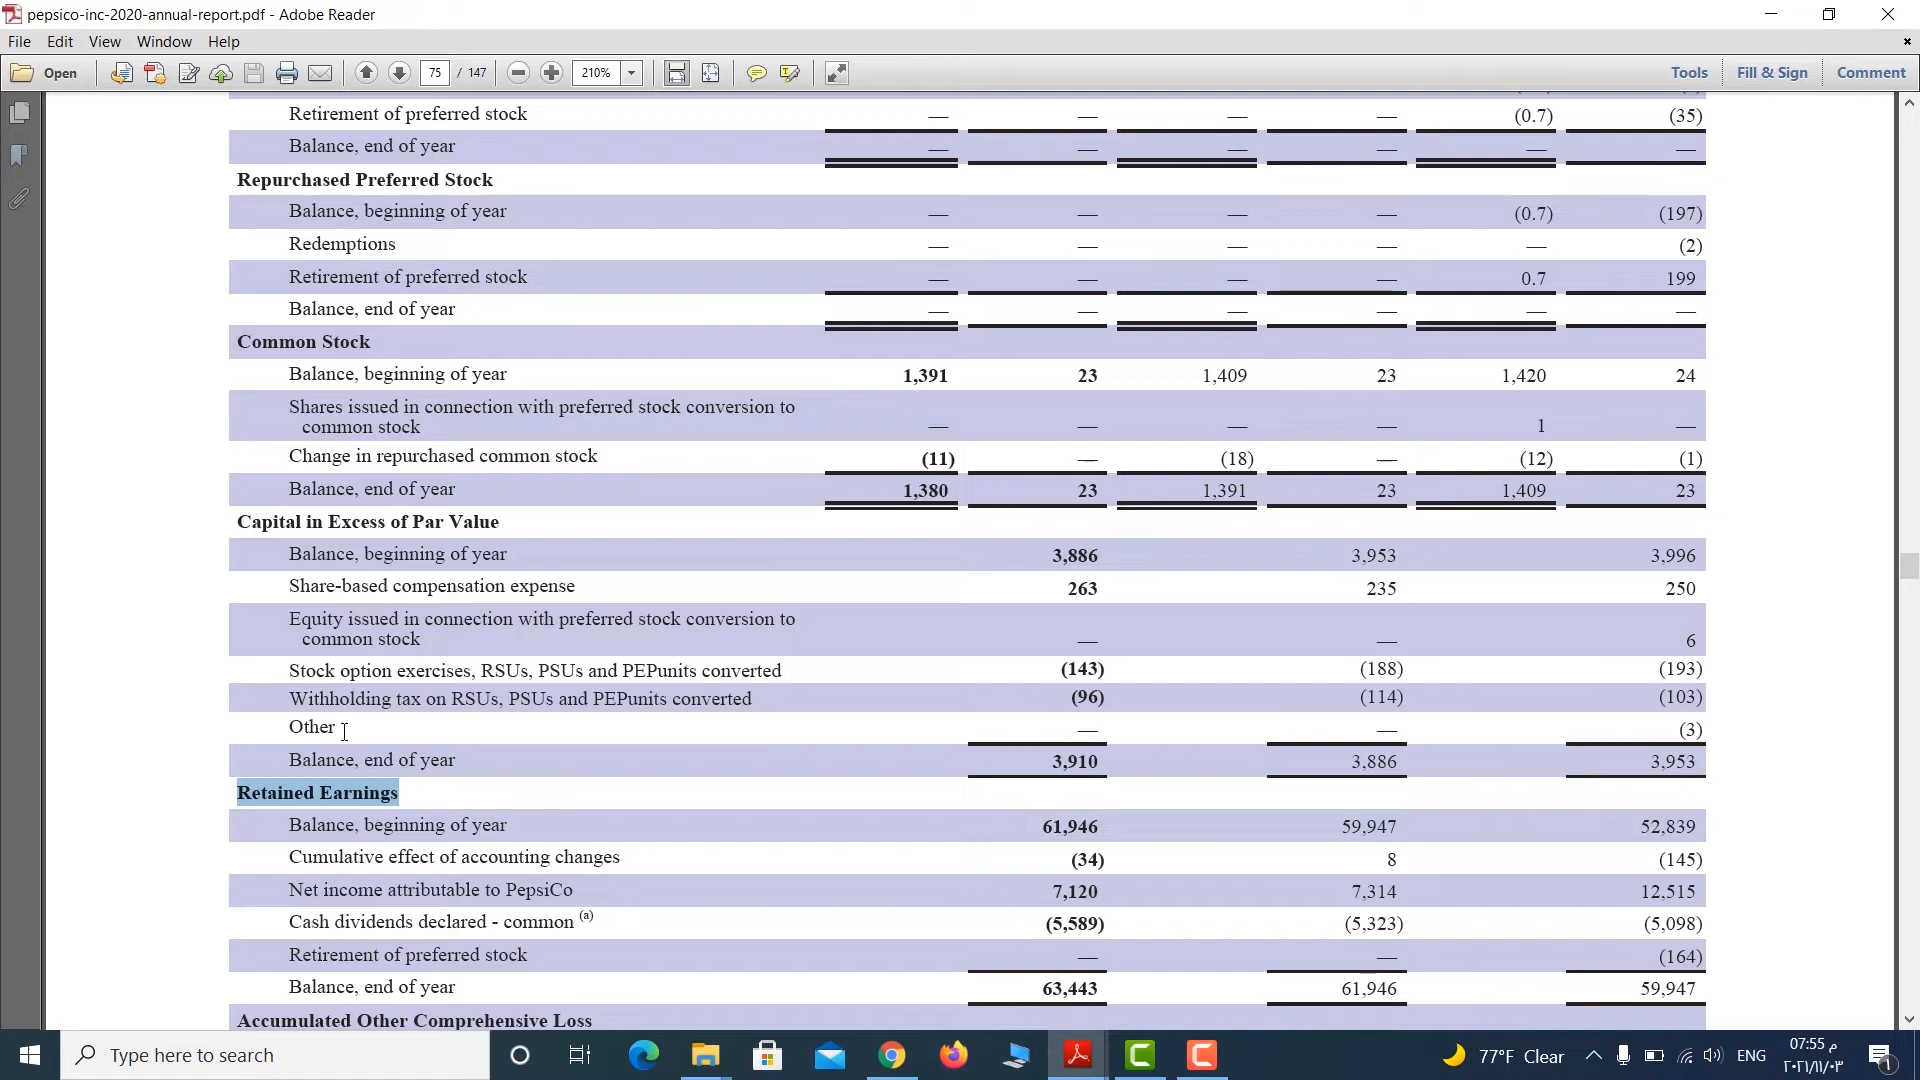 pepsico-inc-2020-annual-report.pdf - Adobe Reader
File Edit View Window Help
Open 75 / 147 210% Tools Fill & Sign Comment
Retirement of preferred stock — — — — (0.7) (35)
Balance, end of year — — — — — —
Repurchased Preferred Stock
Balance, beginning of year — — — — (0.7) (197)
Redemptions — — — — — (2)
Retirement of preferred stock — — — — 0.7 199
Balance, end of year — — — — — —
Common Stock
Balance, beginning of year 1,391 23 1,409 23 1,420 24
Shares issued in connection with preferred stock conversion to
common stock — — — — 1 —
Change in repurchased common stock (11) — (18) — (12) (1)
Balance, end of year 1,380 23 1,391 23 1,409 23
Capital in Excess of Par Value
Balance, beginning of year 3,886 3,953 3,996
Share-based compensation expense 263 235 250
Equity issued in connection with preferred stock conversion to
common stock — — 6
Stock option exercises, RSUs, PSUs and PEPunits converted (143) (188) (193)
Withholding tax on RSUs, PSUs and PEPunits converted (96) (114) (103)
Other — — (3)
Balance, end of year 3,910 3,886 3,953
Retained Earnings
Balance, beginning of year 61,946 59,947 52,839
Cumulative effect of accounting changes (34) 8 (145)
Net income attributable to PepsiCo 7,120 7,314 12,515
Cash dividends declared - common (a) (5,589) (5,323) (5,098)
Retirement of preferred stock — — (164)
Balance, end of year 63,443 61,946 59,947
Accumulated Other Comprehensive Loss
Type here to search 77°F Clear ENG 07:55 م
٢٠٢١/١١/٠٣ ١